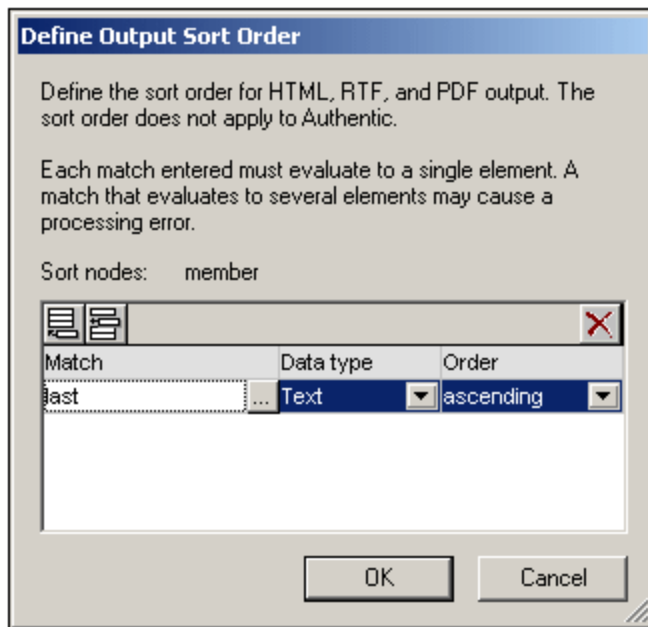 Define Output Sort Order
Define the sort order for HTML, RTF, and PDF output. The
sort order does not apply to Authentic.
Each match entered must evaluate to a single element. A
match that evaluates to several elements may cause a
processing error.
Sort nodes: member
Match Data type Order
last ... Text ascending
OK Cancel